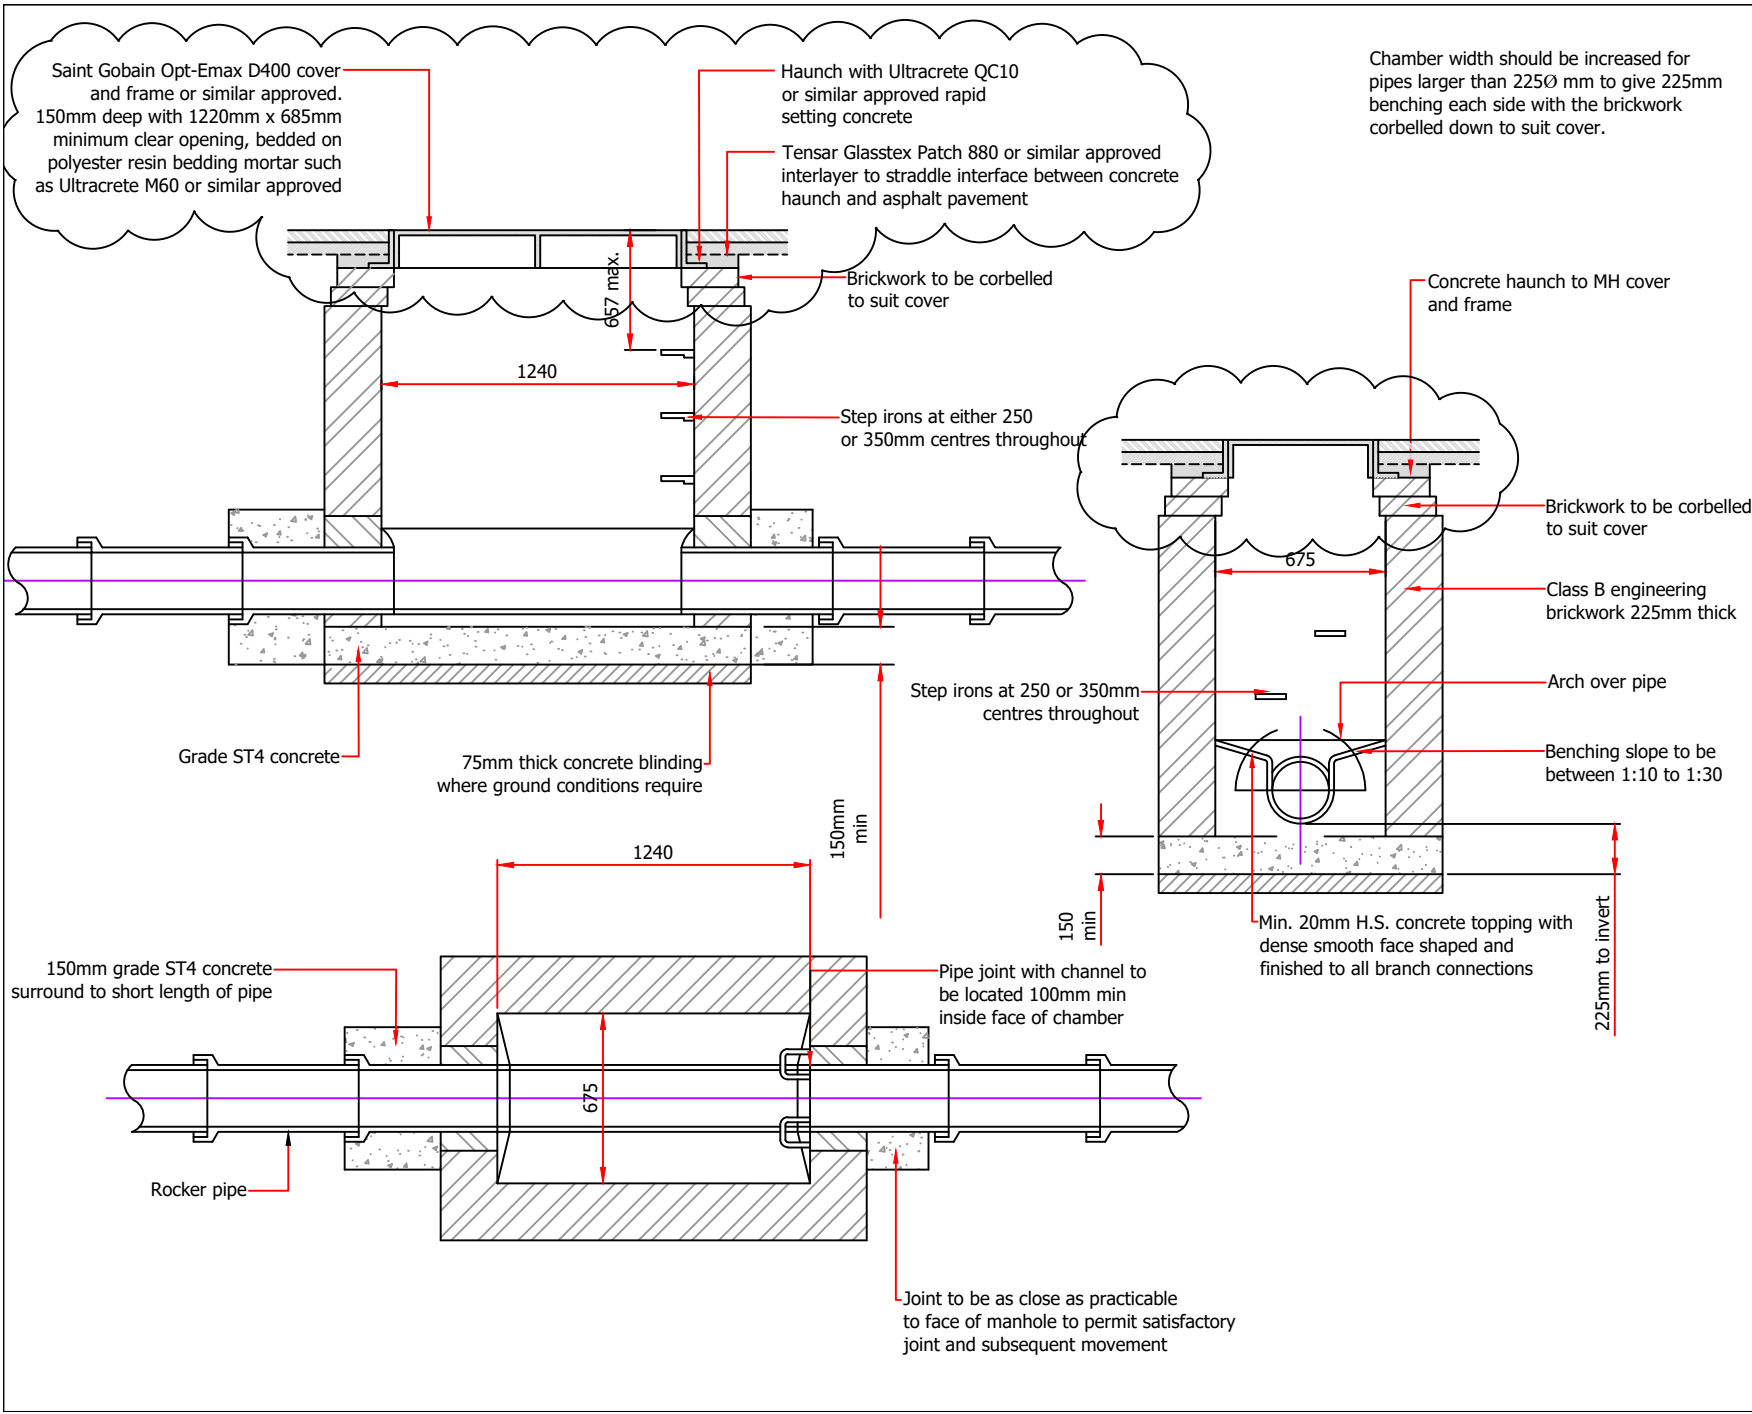 Saint Gobain Opt-Emax D400 cover
and frame or similar approved.
150mm deep with 1220mm x 685mm
minimum clear opening, bedded on
polyester resin bedding mortar such
as Ultracrete M60 or similar approved
Haunch with Ultracrete QC10
or similar approved rapid
setting concrete
Tensar Glasstex Patch 880 or similar approved
interlayer to straddle interface between concrete
haunch and asphalt pavement
Chamber width should be increased for
pipes larger than 225Ø mm to give 225mm
benching each side with the brickwork
corbelled down to suit cover.
Brickwork to be corbelled
to suit cover
657 max.
1240
Step irons at either 250
or 350mm centres throughout
Concrete haunch to MH cover
and frame
Brickwork to be corbelled
to suit cover
675
Class B engineering
brickwork 225mm thick
Step irons at 250 or 350mm
centres throughout
Arch over pipe
Benching slope to be
between 1:10 to 1:30
Grade ST4 concrete
75mm thick concrete blinding
where ground conditions require
150mm
min
150
min
225mm to invert
Min. 20mm H.S. concrete topping with
dense smooth face shaped and
finished to all branch connections
1240
150mm grade ST4 concrete
surround to short length of pipe
Pipe joint with channel to
be located 100mm min
inside face of chamber
675
Rocker pipe
Joint to be as close as practicable
to face of manhole to permit satisfactory
joint and subsequent movement